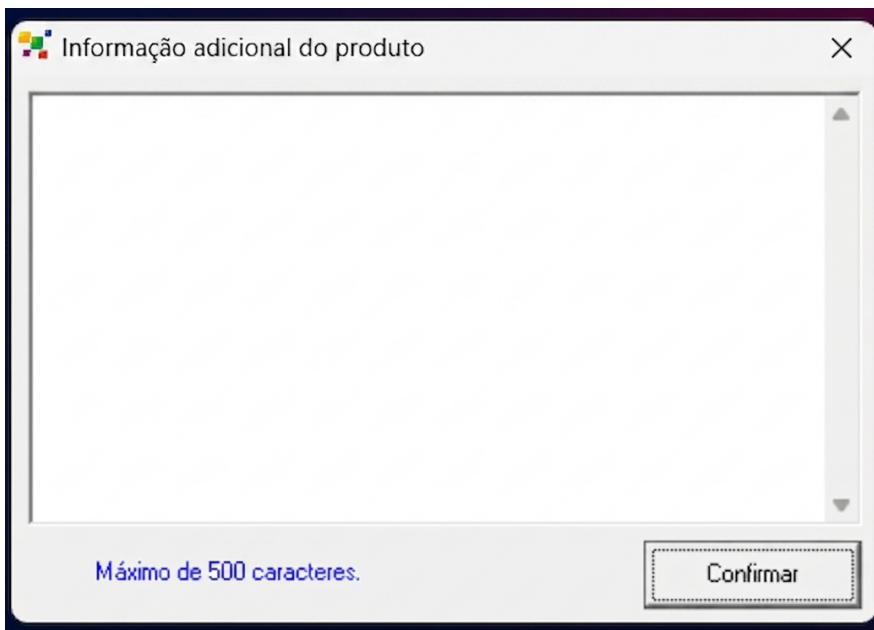 Informação adicional do produto
Máximo de 500 caracteres.
Confirmar